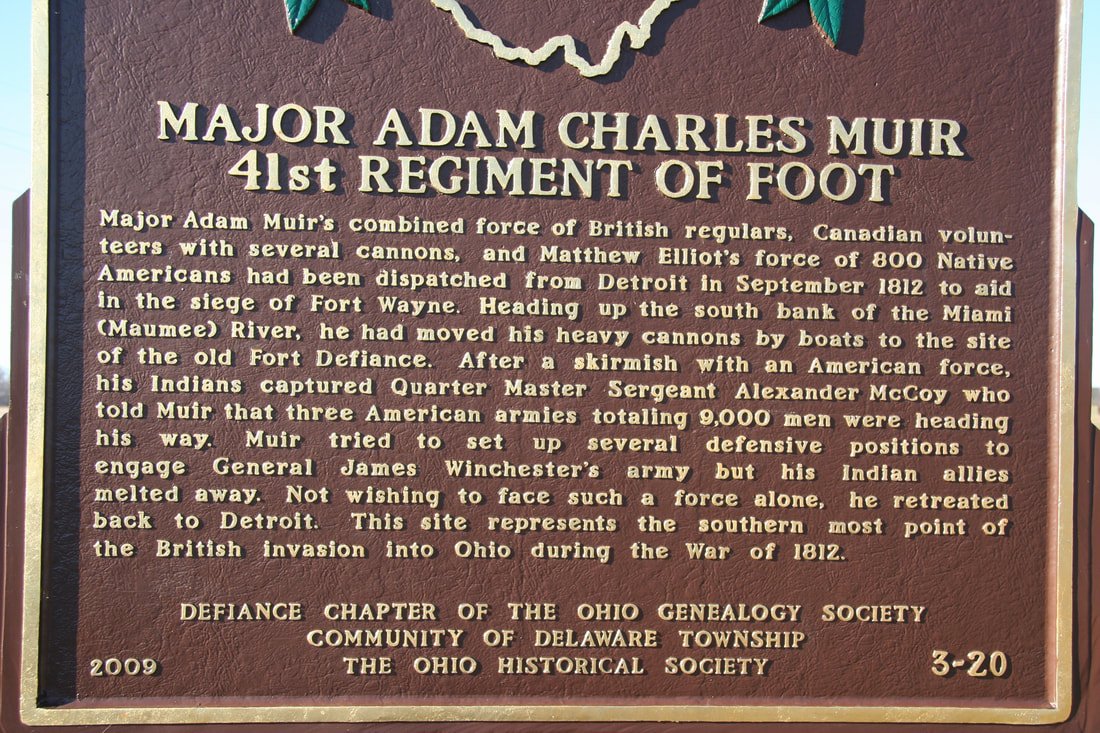 MAJOR ADAM CHARLES MUIR
41st REGIMENT OF FOOT
Major Adam Muir's combined force of British regulars, Canadian volun-
teers with several cannons, and Matthew Elliot's force of 800 Native
Americans had been dispatched from Detroit in September 1812 to aid
in the siege of Fort Wayne. Heading up the south bank of the Miami
(Maumee) River, he had moved his heavy cannons by boats to the site
of the old Fort Defiance. After a skirmish with an American force,
his Indians captured Quarter Master Sergeant Alexander McCoy who
told Muir that three American armies totaling 9,000 men were heading
his way. Muir tried to set up several defensive positions to
engage General James Winchester's army but his Indian allies
melted away. Not wishing to face such a force alone, he retreated
back to Detroit. This site represents the southern most point of
the British invasion into Ohio during the War of 1812.
DEFIANCE CHAPTER OF THE OHIO GENEALOGY SOCIETY
COMMUNITY OF DELAWARE TOWNSHIP
2009 THE OHIO HISTORICAL SOCIETY 3-20